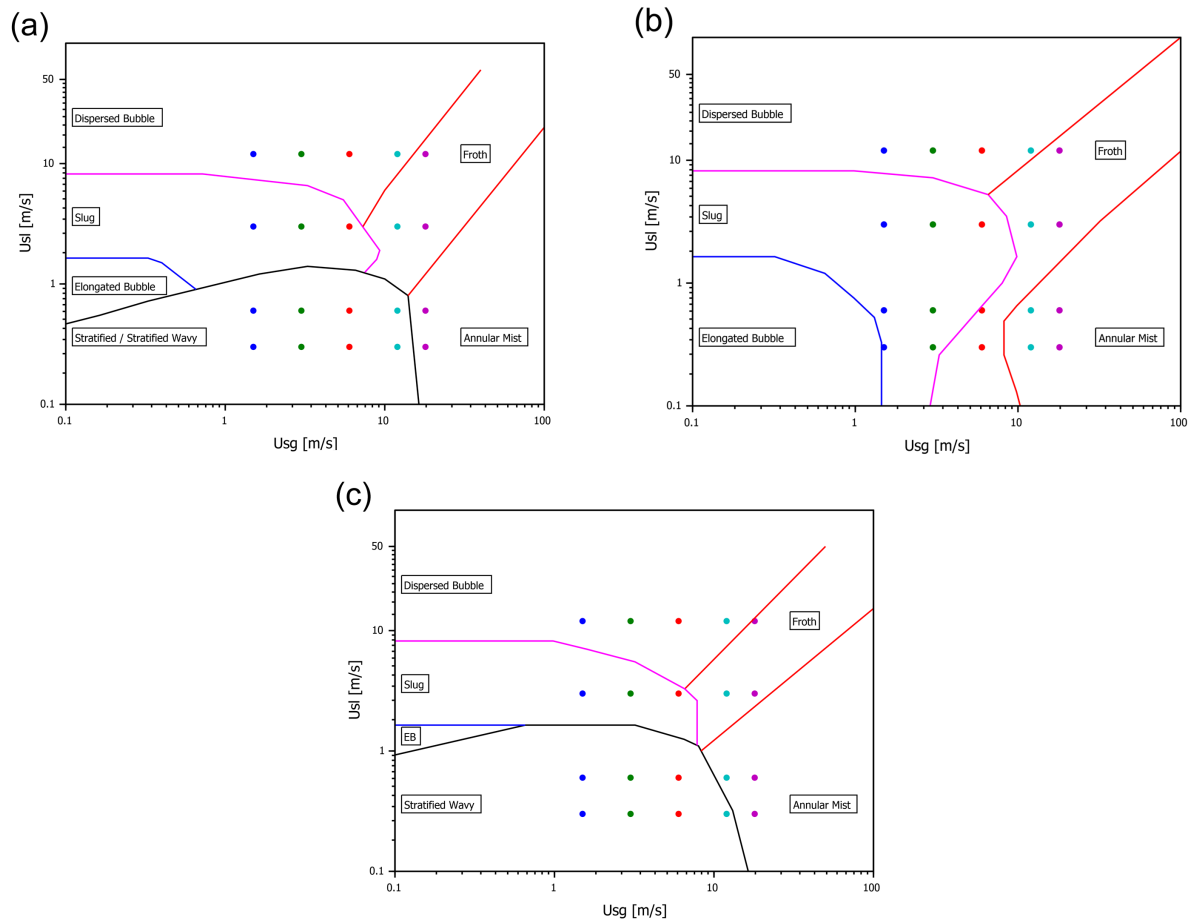 (a)
50
10
1
0.1
Usl [m/s]
Dispersed Bubble
Slug
Elongated Bubble
Stratified / Stratified Wavy
Froth
Annular Mist
0.1
1
10
100
Usg [m/s]
(b)
50
10
1
0.1
Usl [m/s]
Dispersed Bubble
Slug
Elongated Bubble
Froth
Annular Mist
0.1
1
10
100
Usg [m/s]
(c)
50
10
1
0.1
Usl [m/s]
Dispersed Bubble
Slug
EB
Stratified Wavy
Froth
Annular Mist
0.1
1
10
100
Usg [m/s]